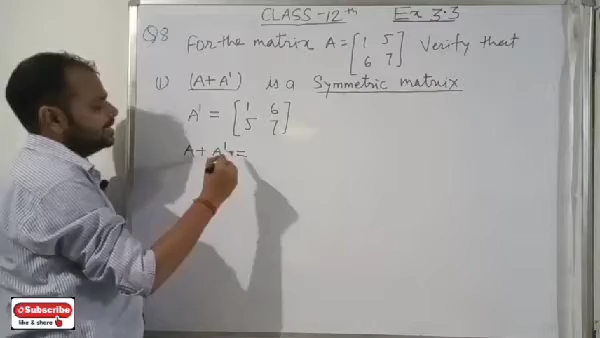 CLASS-12th Ex 3.3
Q8 For the matrix A = [1 5
6 7] Verify that
(i) (A + A') is a Symmetric matrix
A' = [1 6
5 7]
A + A' =
Subscribe
like & share